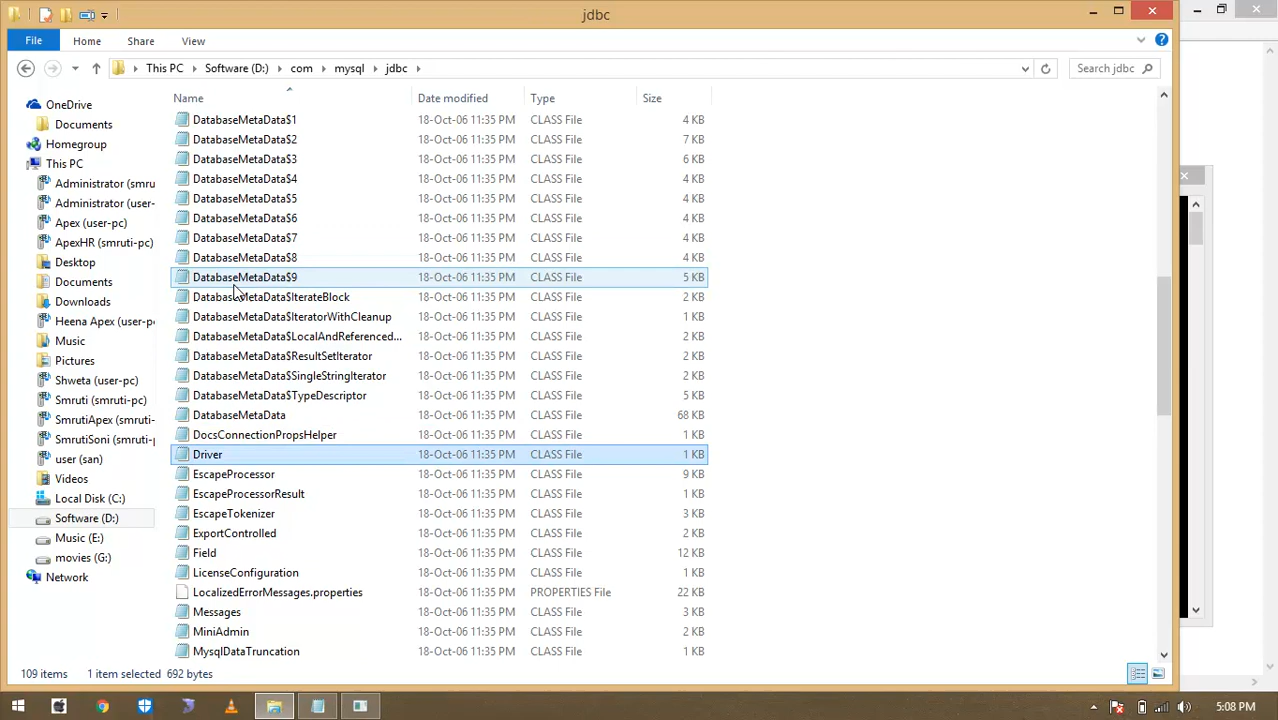 jdbc
File Home Share View
This PC Software (D:) com mysql jdbc
Search jdbc
Name Date modified Type Size
OneDrive
Documents
Homegroup
This PC
Administrator (smru
Administrator (user-
Apex (user-pc)
ApexHR (smruti-pc)
Desktop
Documents
Downloads
Heena Apex (user-p
Music
Pictures
Shweta (user-pc)
Smruti (smruti-pc)
SmrutiApex (smruti-
SmrutiSoni (smruti-p
user (san)
Videos
Local Disk (C:)
Software (D:)
Music (E:)
movies (G:)
Network
DatabaseMetaData$1 18-Oct-06 11:35 PM CLASS File 4 KB
DatabaseMetaData$2 18-Oct-06 11:35 PM CLASS File 7 KB
DatabaseMetaData$3 18-Oct-06 11:35 PM CLASS File 6 KB
DatabaseMetaData$4 18-Oct-06 11:35 PM CLASS File 4 KB
DatabaseMetaData$5 18-Oct-06 11:35 PM CLASS File 4 KB
DatabaseMetaData$6 18-Oct-06 11:35 PM CLASS File 4 KB
DatabaseMetaData$7 18-Oct-06 11:35 PM CLASS File 4 KB
DatabaseMetaData$8 18-Oct-06 11:35 PM CLASS File 4 KB
DatabaseMetaData$9 18-Oct-06 11:35 PM CLASS File 5 KB
DatabaseMetaData$IterateBlock 18-Oct-06 11:35 PM CLASS File 2 KB
DatabaseMetaData$IteratorWithCleanup 18-Oct-06 11:35 PM CLASS File 1 KB
DatabaseMetaData$LocalAndReferenced... 18-Oct-06 11:35 PM CLASS File 2 KB
DatabaseMetaData$ResultSetIterator 18-Oct-06 11:35 PM CLASS File 2 KB
DatabaseMetaData$SingleStringIterator 18-Oct-06 11:35 PM CLASS File 2 KB
DatabaseMetaData$TypeDescriptor 18-Oct-06 11:35 PM CLASS File 5 KB
DatabaseMetaData 18-Oct-06 11:35 PM CLASS File 68 KB
DocsConnectionPropsHelper 18-Oct-06 11:35 PM CLASS File 1 KB
Driver 18-Oct-06 11:35 PM CLASS File 1 KB
EscapeProcessor 18-Oct-06 11:35 PM CLASS File 9 KB
EscapeProcessorResult 18-Oct-06 11:35 PM CLASS File 1 KB
EscapeTokenizer 18-Oct-06 11:35 PM CLASS File 3 KB
ExportControlled 18-Oct-06 11:35 PM CLASS File 2 KB
Field 18-Oct-06 11:35 PM CLASS File 12 KB
LicenseConfiguration 18-Oct-06 11:35 PM CLASS File 1 KB
LocalizedErrorMessages.properties 18-Oct-06 11:35 PM PROPERTIES File 22 KB
Messages 18-Oct-06 11:35 PM CLASS File 3 KB
MiniAdmin 18-Oct-06 11:35 PM CLASS File 2 KB
MysqlDataTruncation 18-Oct-06 11:35 PM CLASS File 1 KB
109 items 1 item selected 692 bytes
5:08 PM